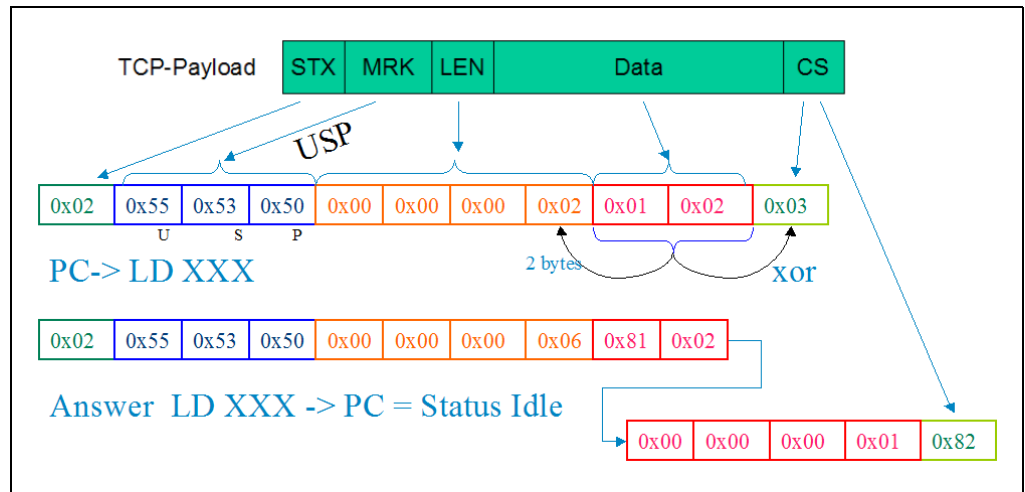 TCP-Payload STX MRK LEN Data CS
USP
0x02 0x55 0x53 0x50 0x00 0x00 0x00 0x02 0x01 0x02 0x03
U S P
PC-> LD XXX 2 bytes xor
0x02 0x55 0x53 0x50 0x00 0x00 0x00 0x06 0x81 0x02
Answer LD XXX -> PC = Status Idle
0x00 0x00 0x00 0x01 0x82